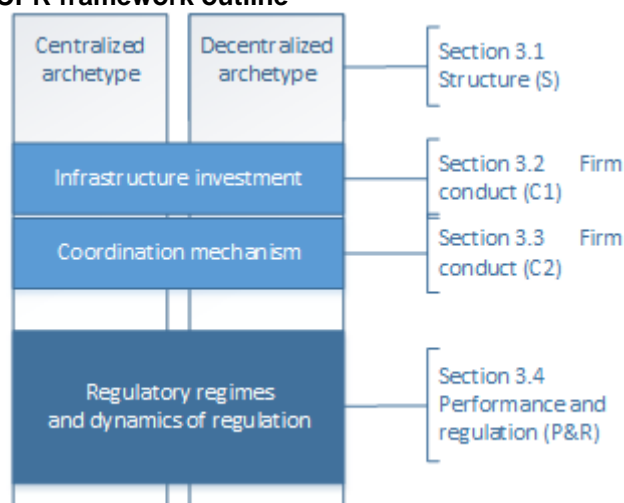 SCPR framework outline
Centralized
archetype
Decentralized
archetype
Section 3.1
Structure (S)
Infrastructure investment
Section 3.2 Firm
conduct (C1)
Coordination mechanism
Section 3.3 Firm
conduct (C2)
Regulatory regimes
and dynamics of regulation
Section 3.4
Performance and
regulation (P&R)